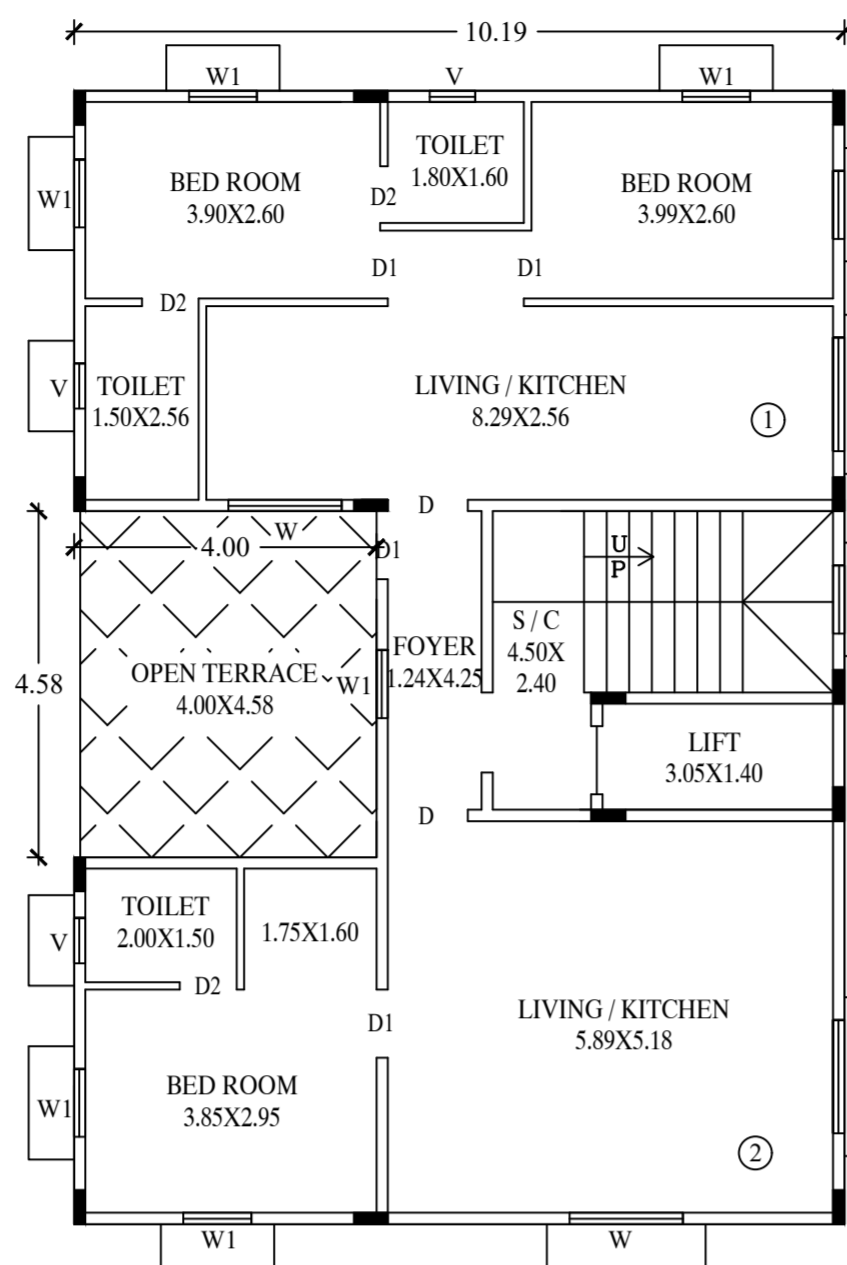 10.19
W1
V
W1
TOILET
1.80X1.60
BED ROOM
3.90X2.60
BED ROOM
3.99X2.60
W1
D2
D1
D1
D2
V
TOILET
1.50X2.56
LIVING / KITCHEN
8.29X2.56
1
D
W
4.00
D1
U
P
S / C
4.50X
2.40
FOYER
1.24X4.25
4.58
OPEN TERRACE
4.00X4.58
W1
LIFT
3.05X1.40
D
TOILET
2.00X1.50
1.75X1.60
V
D2
D1
LIVING / KITCHEN
5.89X5.18
BED ROOM
3.85X2.95
W1
2
W1
W